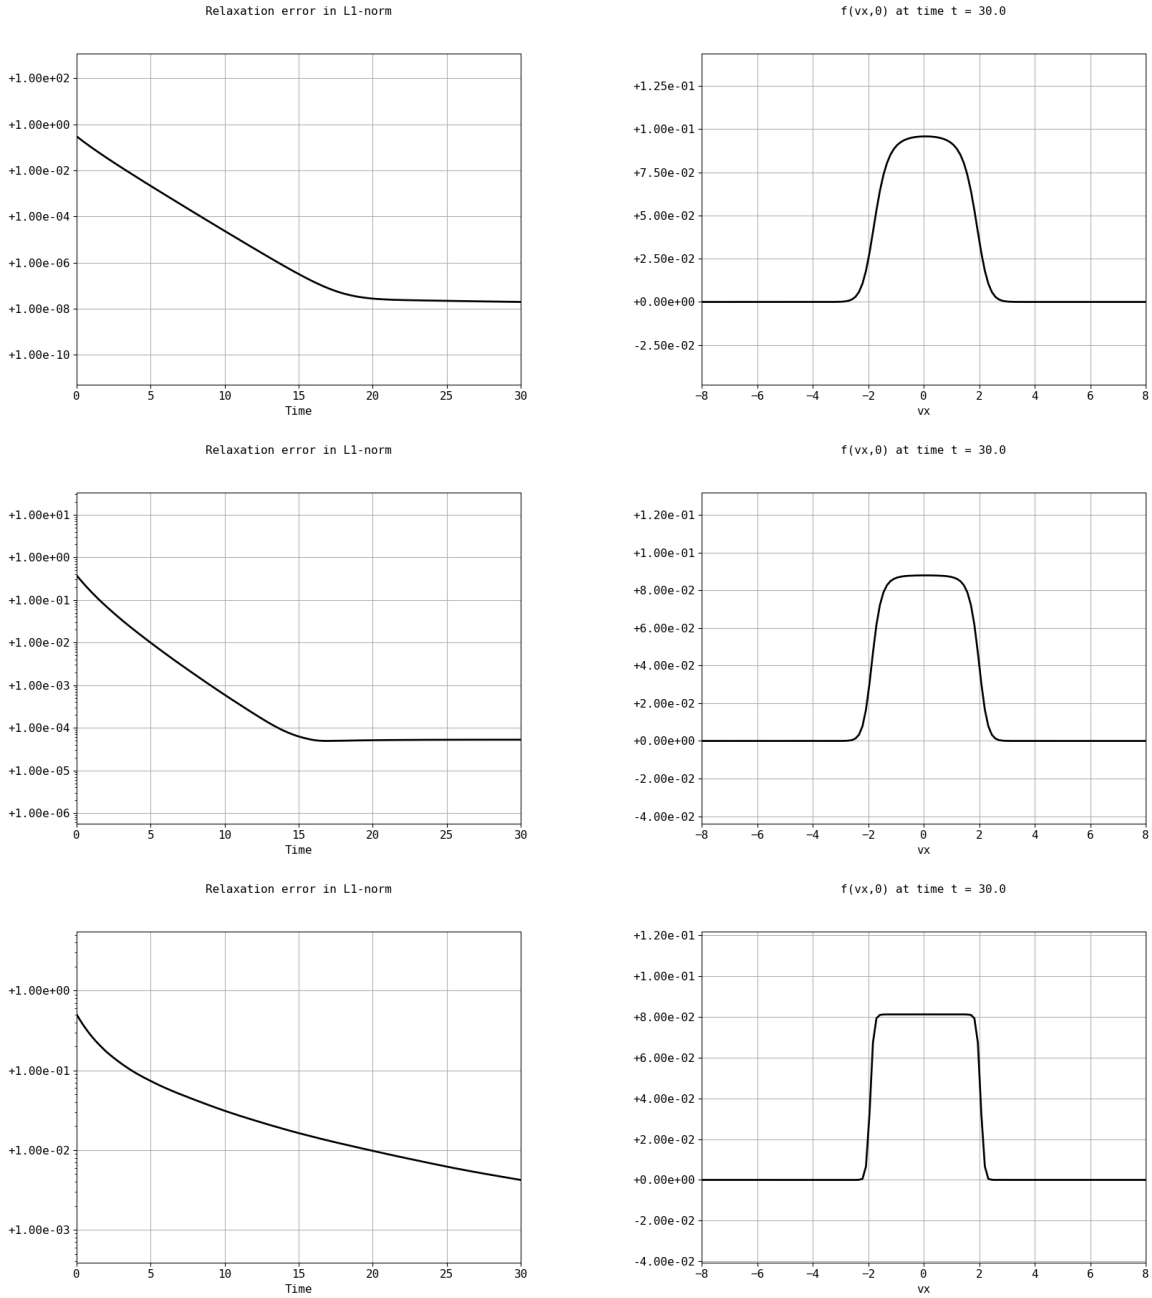 Relaxation error in L1-norm
+1.00e+02
+1.00e+00
+1.00e-02
+1.00e-04
+1.00e-06
+1.00e-08
+1.00e-10
0 5 10 15 20 25 30
Time
f(vx,0) at time t = 30.0
+1.25e-01
+1.00e-01
+7.50e-02
+5.00e-02
+2.50e-02
+0.00e+00
-2.50e-02
−8 −6 −4 −2 0 2 4 6 8
vx
Relaxation error in L1-norm
+1.00e+01
+1.00e+00
+1.00e-01
+1.00e-02
+1.00e-03
+1.00e-04
+1.00e-05
+1.00e-06
0 5 10 15 20 25 30
Time
f(vx,0) at time t = 30.0
+1.20e-01
+1.00e-01
+8.00e-02
+6.00e-02
+4.00e-02
+2.00e-02
+0.00e+00
-2.00e-02
-4.00e-02
−8 −6 −4 −2 0 2 4 6 8
vx
Relaxation error in L1-norm
+1.00e+00
+1.00e-01
+1.00e-02
+1.00e-03
0 5 10 15 20 25 30
Time
f(vx,0) at time t = 30.0
+1.20e-01
+1.00e-01
+8.00e-02
+6.00e-02
+4.00e-02
+2.00e-02
+0.00e+00
-2.00e-02
-4.00e-02
−8 −6 −4 −2 0 2 4 6 8
vx